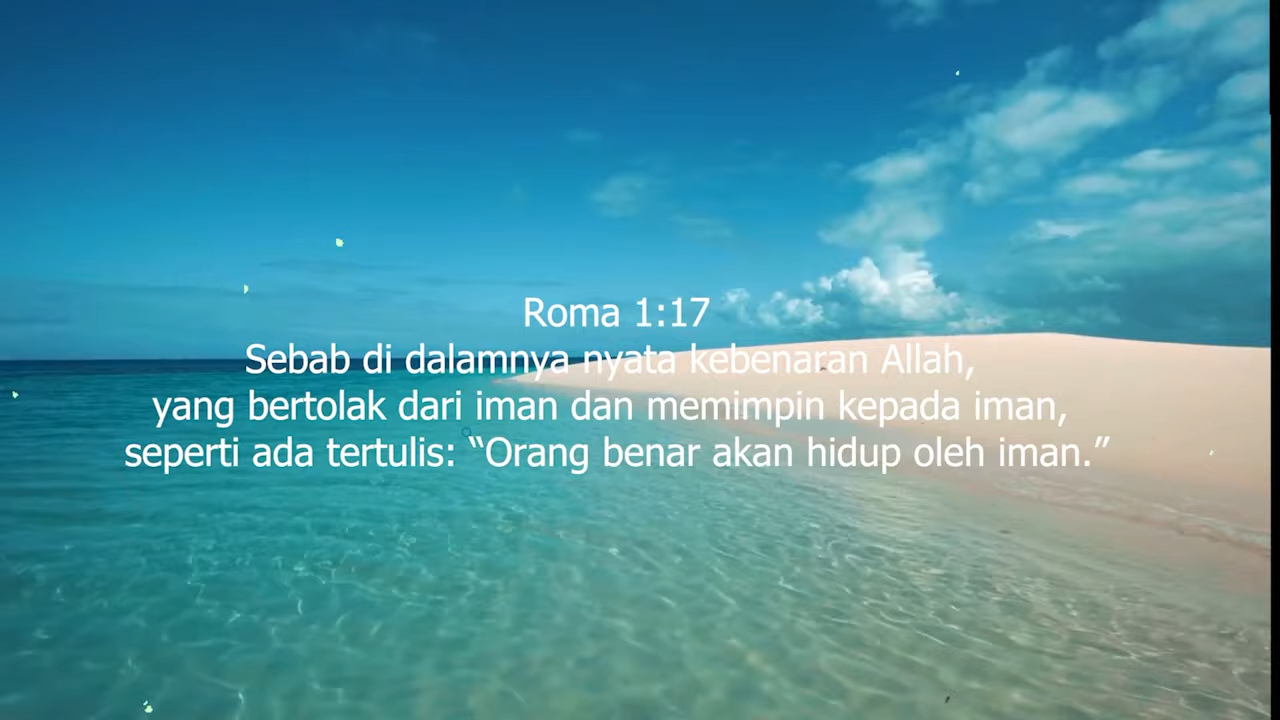 Roma 1:17
Sebab di dalamnya nyata kebenaran Allah,
yang bertolak dari iman dan memimpin kepada iman,
seperti ada tertulis: “Orang benar akan hidup oleh iman.”